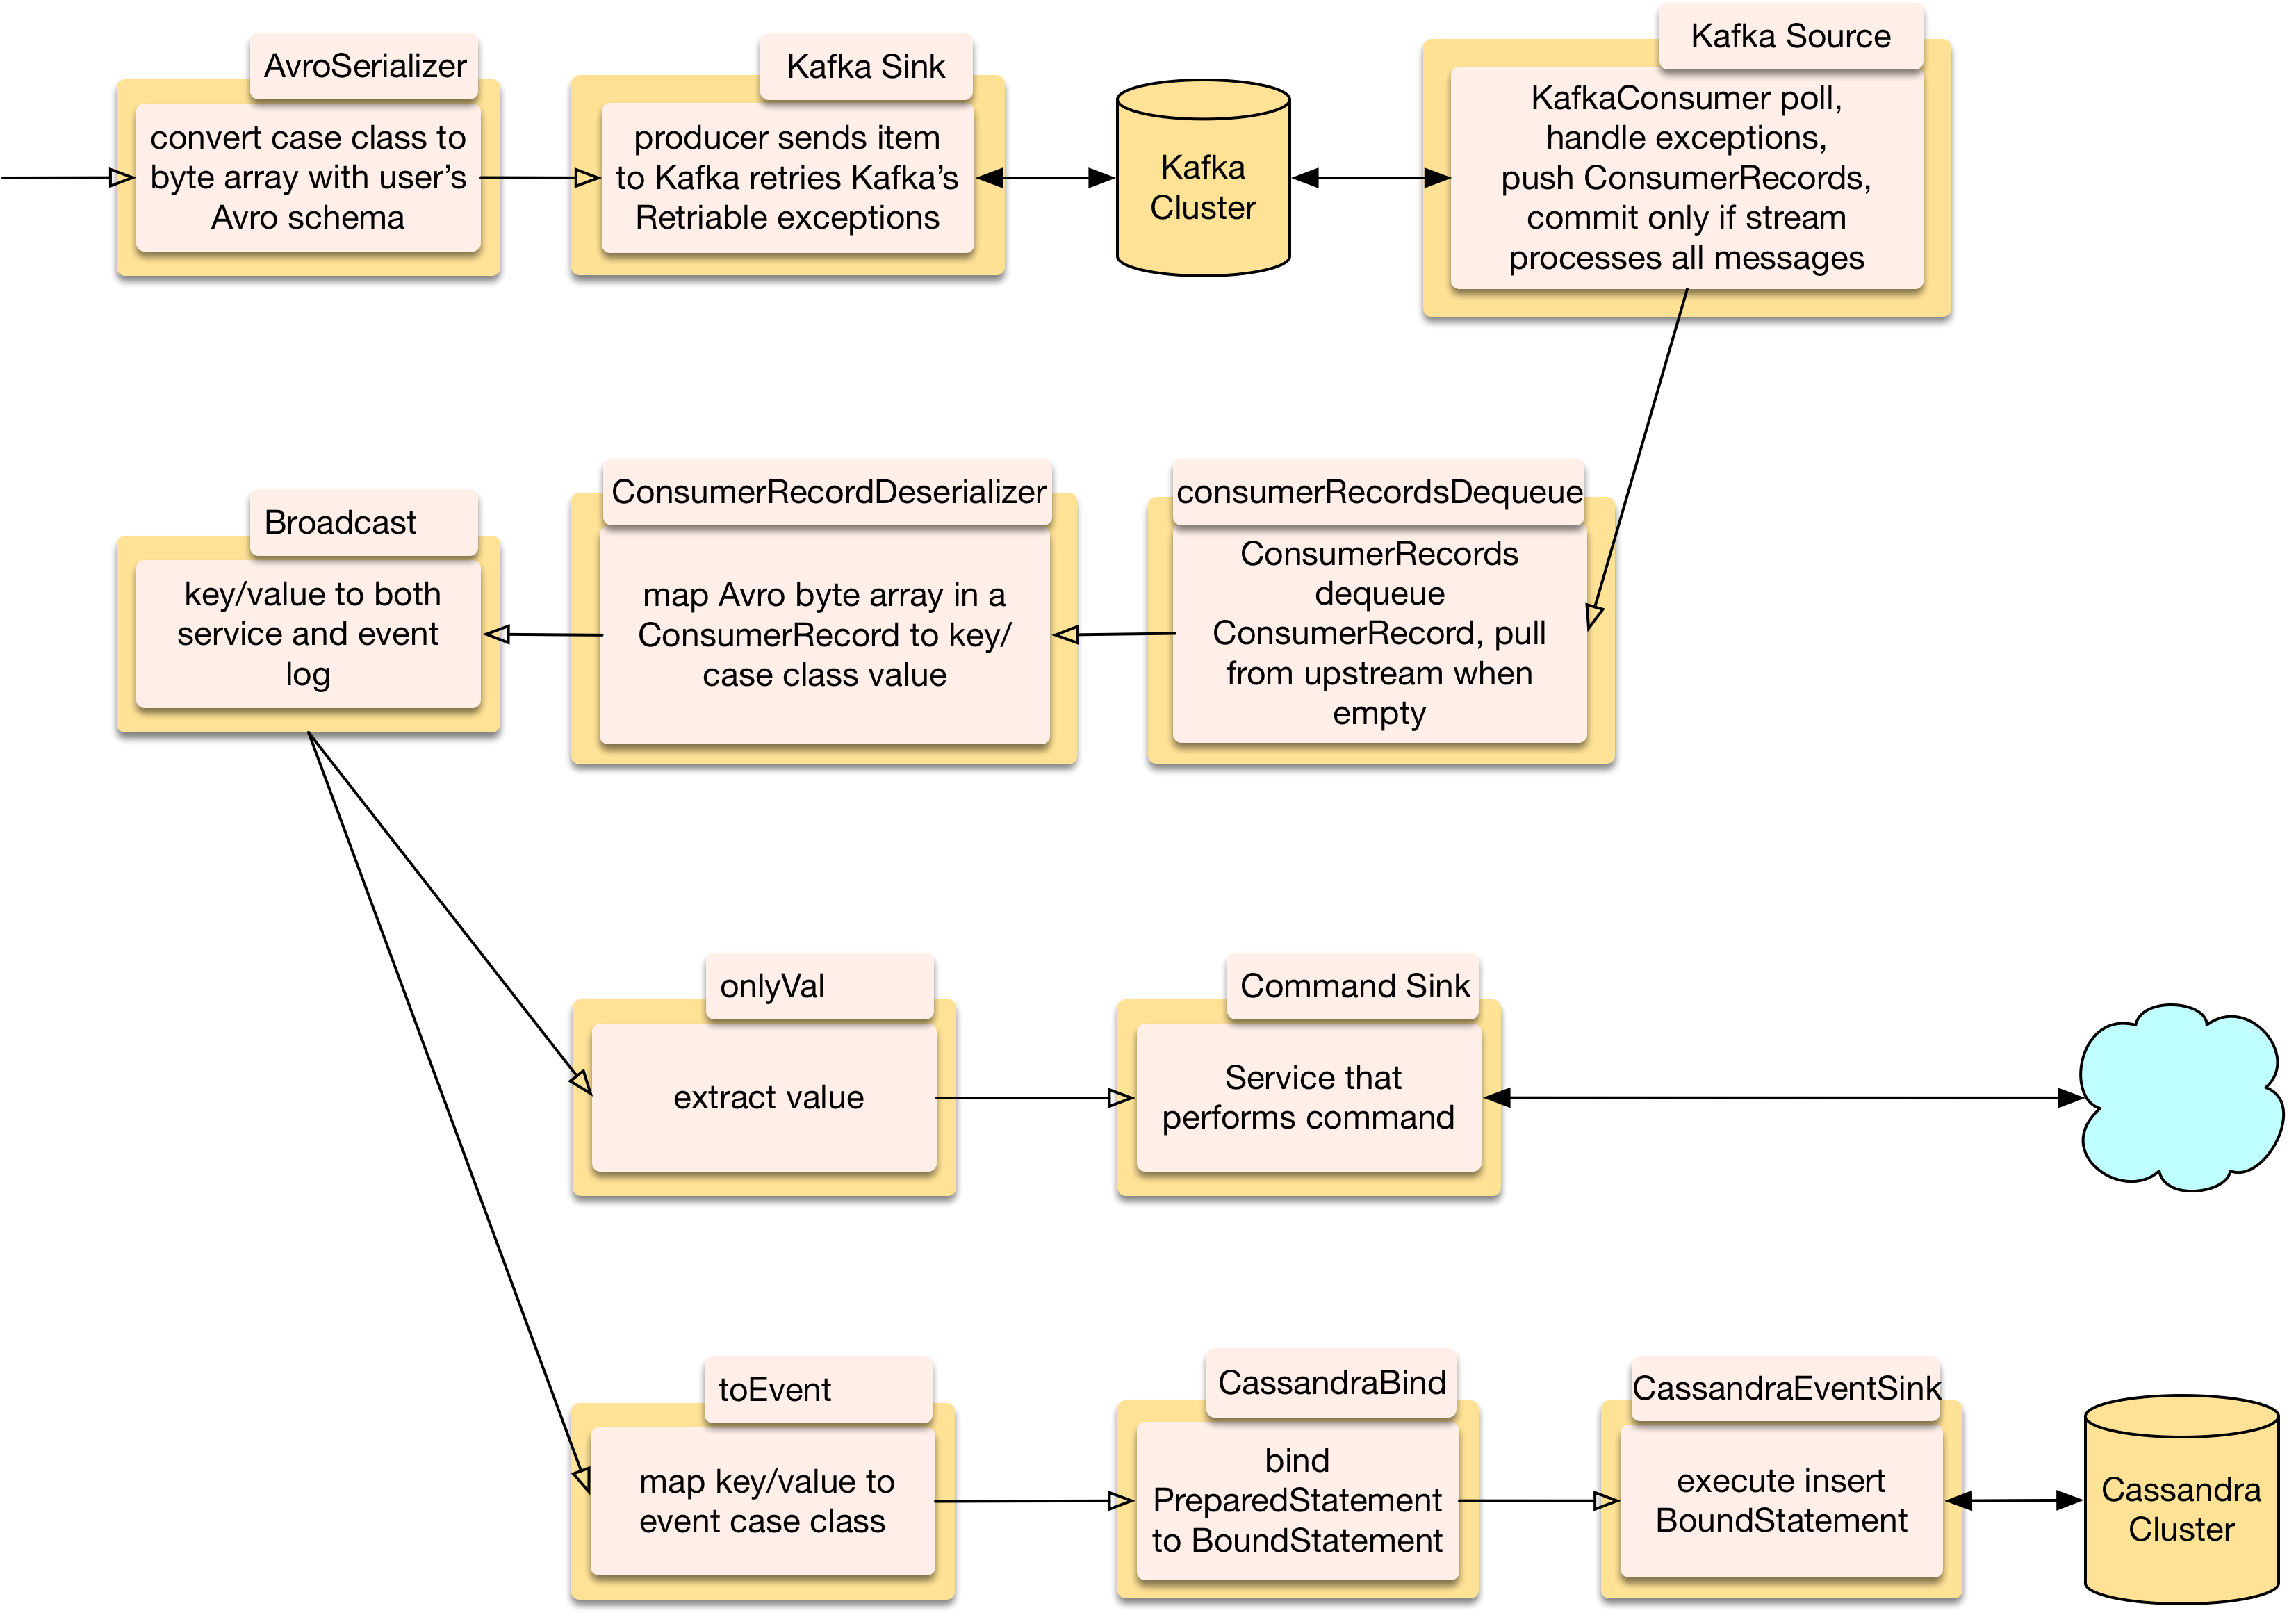 AvroSerializer
convert case class to
byte array with user’s
Avro schema
Kafka Sink
producer sends item
to Kafka retries Kafka’s
Retriable exceptions
Kafka
Cluster
Kafka Source
KafkaConsumer poll,
handle exceptions,
push ConsumerRecords,
commit only if stream
processes all messages
consumerRecordsDequeue
ConsumerRecords
dequeue
ConsumerRecord, pull
from upstream when
empty
ConsumerRecordDeserializer
map Avro byte array in a
ConsumerRecord to key/
case class value
Broadcast
key/value to both
service and event
log
onlyVal
extract value
Command Sink
Service that
performs command
toEvent
map key/value to
event case class
CassandraBind
bind
PreparedStatement
to BoundStatement
CassandraEventSink
execute insert
BoundStatement
Cassandra
Cluster